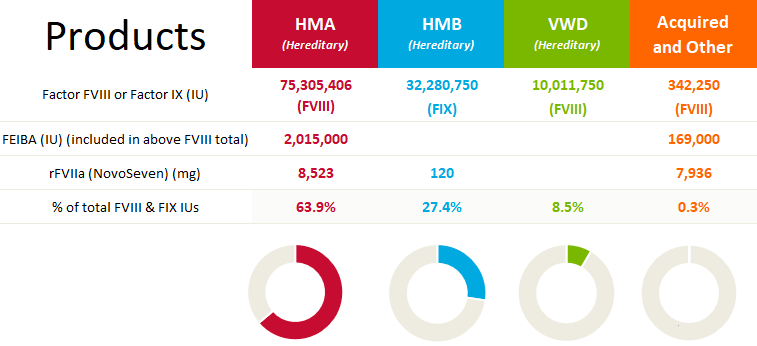 Products
HMA
(Hereditary)
HMB
(Hereditary)
VWD
(Hereditary)
Acquired
and Other
Factor FVIII or Factor IX (IU)
75,305,406
(FVIII)
32,280,750
(FIX)
10,011,750
(FVIII)
342,250
(FVIII)
FEIBA (IU) (included in above FVIII total)
2,015,000
169,000
rFVIIa (NovoSeven) (mg)
8,523
120
7,936
% of total FVIII & FIX IUs
63.9%
27.4%
8.5%
0.3%